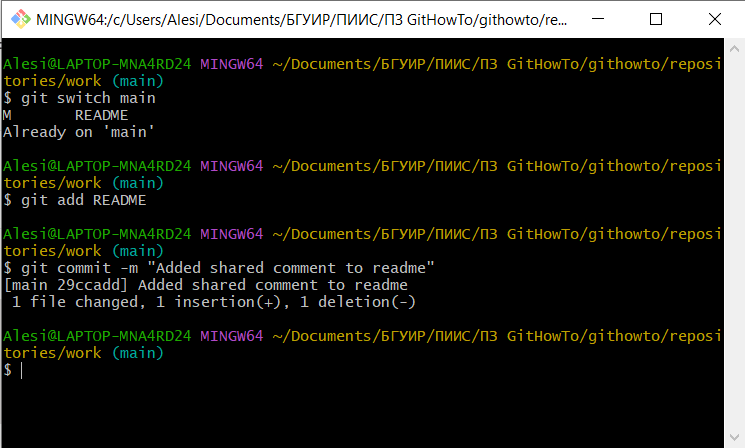 MINGW64:/c/Users/Alesi/Documents/БГУИР/ПИИС/ПЗ GitHowTo/githowto/re...
Alesi@LAPTOP-MNA4RD24 MINGW64 ~/Documents/БГУИР/ПИИС/ПЗ GitHowTo/githowto/reposi
tories/work (main)
$ git switch main
M       README
Already on 'main'
Alesi@LAPTOP-MNA4RD24 MINGW64 ~/Documents/БГУИР/ПИИС/ПЗ GitHowTo/githowto/reposi
tories/work (main)
$ git add README
Alesi@LAPTOP-MNA4RD24 MINGW64 ~/Documents/БГУИР/ПИИС/ПЗ GitHowTo/githowto/reposi
tories/work (main)
$ git commit -m "Added shared comment to readme"
[main 29ccadd] Added shared comment to readme
 1 file changed, 1 insertion(+), 1 deletion(-)
Alesi@LAPTOP-MNA4RD24 MINGW64 ~/Documents/БГУИР/ПИИС/ПЗ GitHowTo/githowto/reposi
tories/work (main)
$